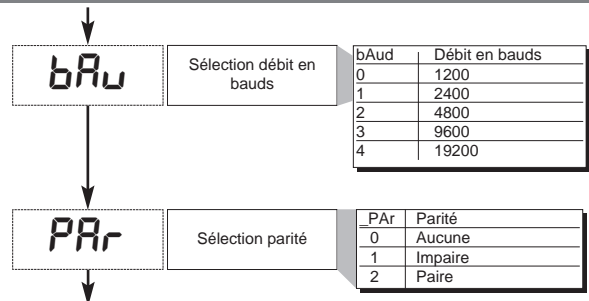 bAu
Sélection débit en
bauds
bAud Débit en bauds
0 1200
1 2400
2 4800
3 9600
4 19200
PAr
Sélection parité
_PAr Parité
0 Aucune
1 Impaire
2 Paire